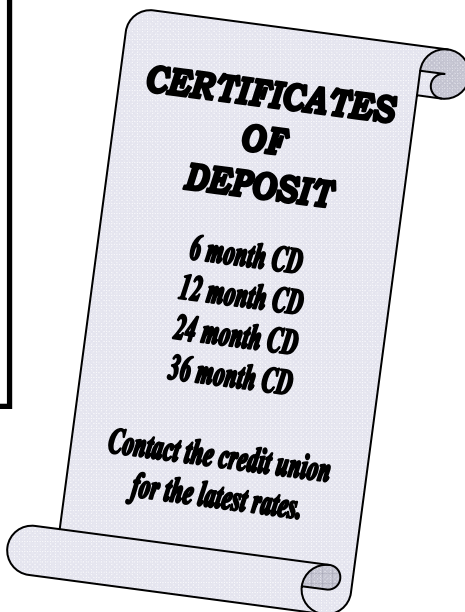 CERTIFICATES
OF
DEPOSIT
6 month CD
12 month CD
24 month CD
36 month CD
Contact the credit union
for the latest rates.